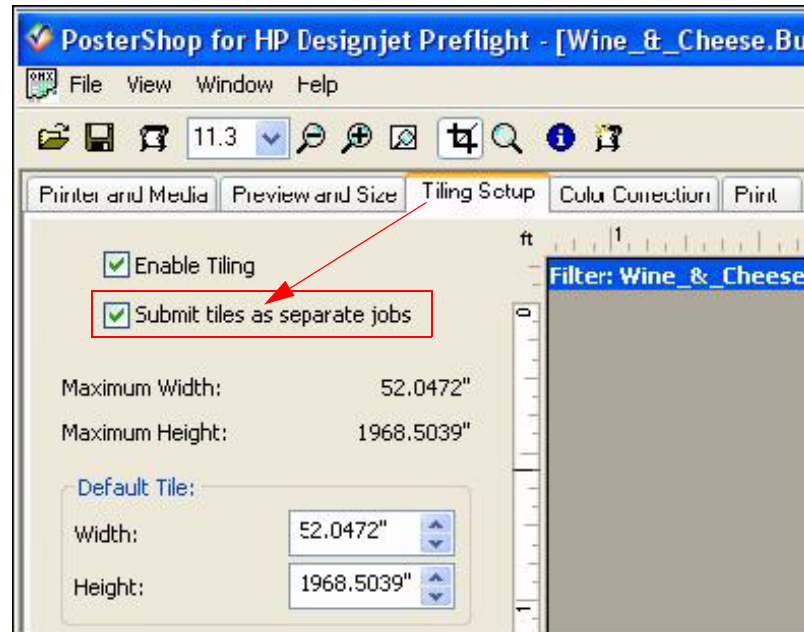 PosterShop for HP Designjet Preflight - [Wine_&_Cheese.Bu
File View Window Help
11.3
Printer and Media Preview and Size Tiling Setup Color Correction Print
ft 1
Enable Tiling
Filter: Wine_&_Cheese
Submit tiles as separate jobs
0
Maximum Width: 52.0472"
Maximum Height: 1968.5039"
Default Tile:
Width: 52.0472"
Height: 1968.5039"
1